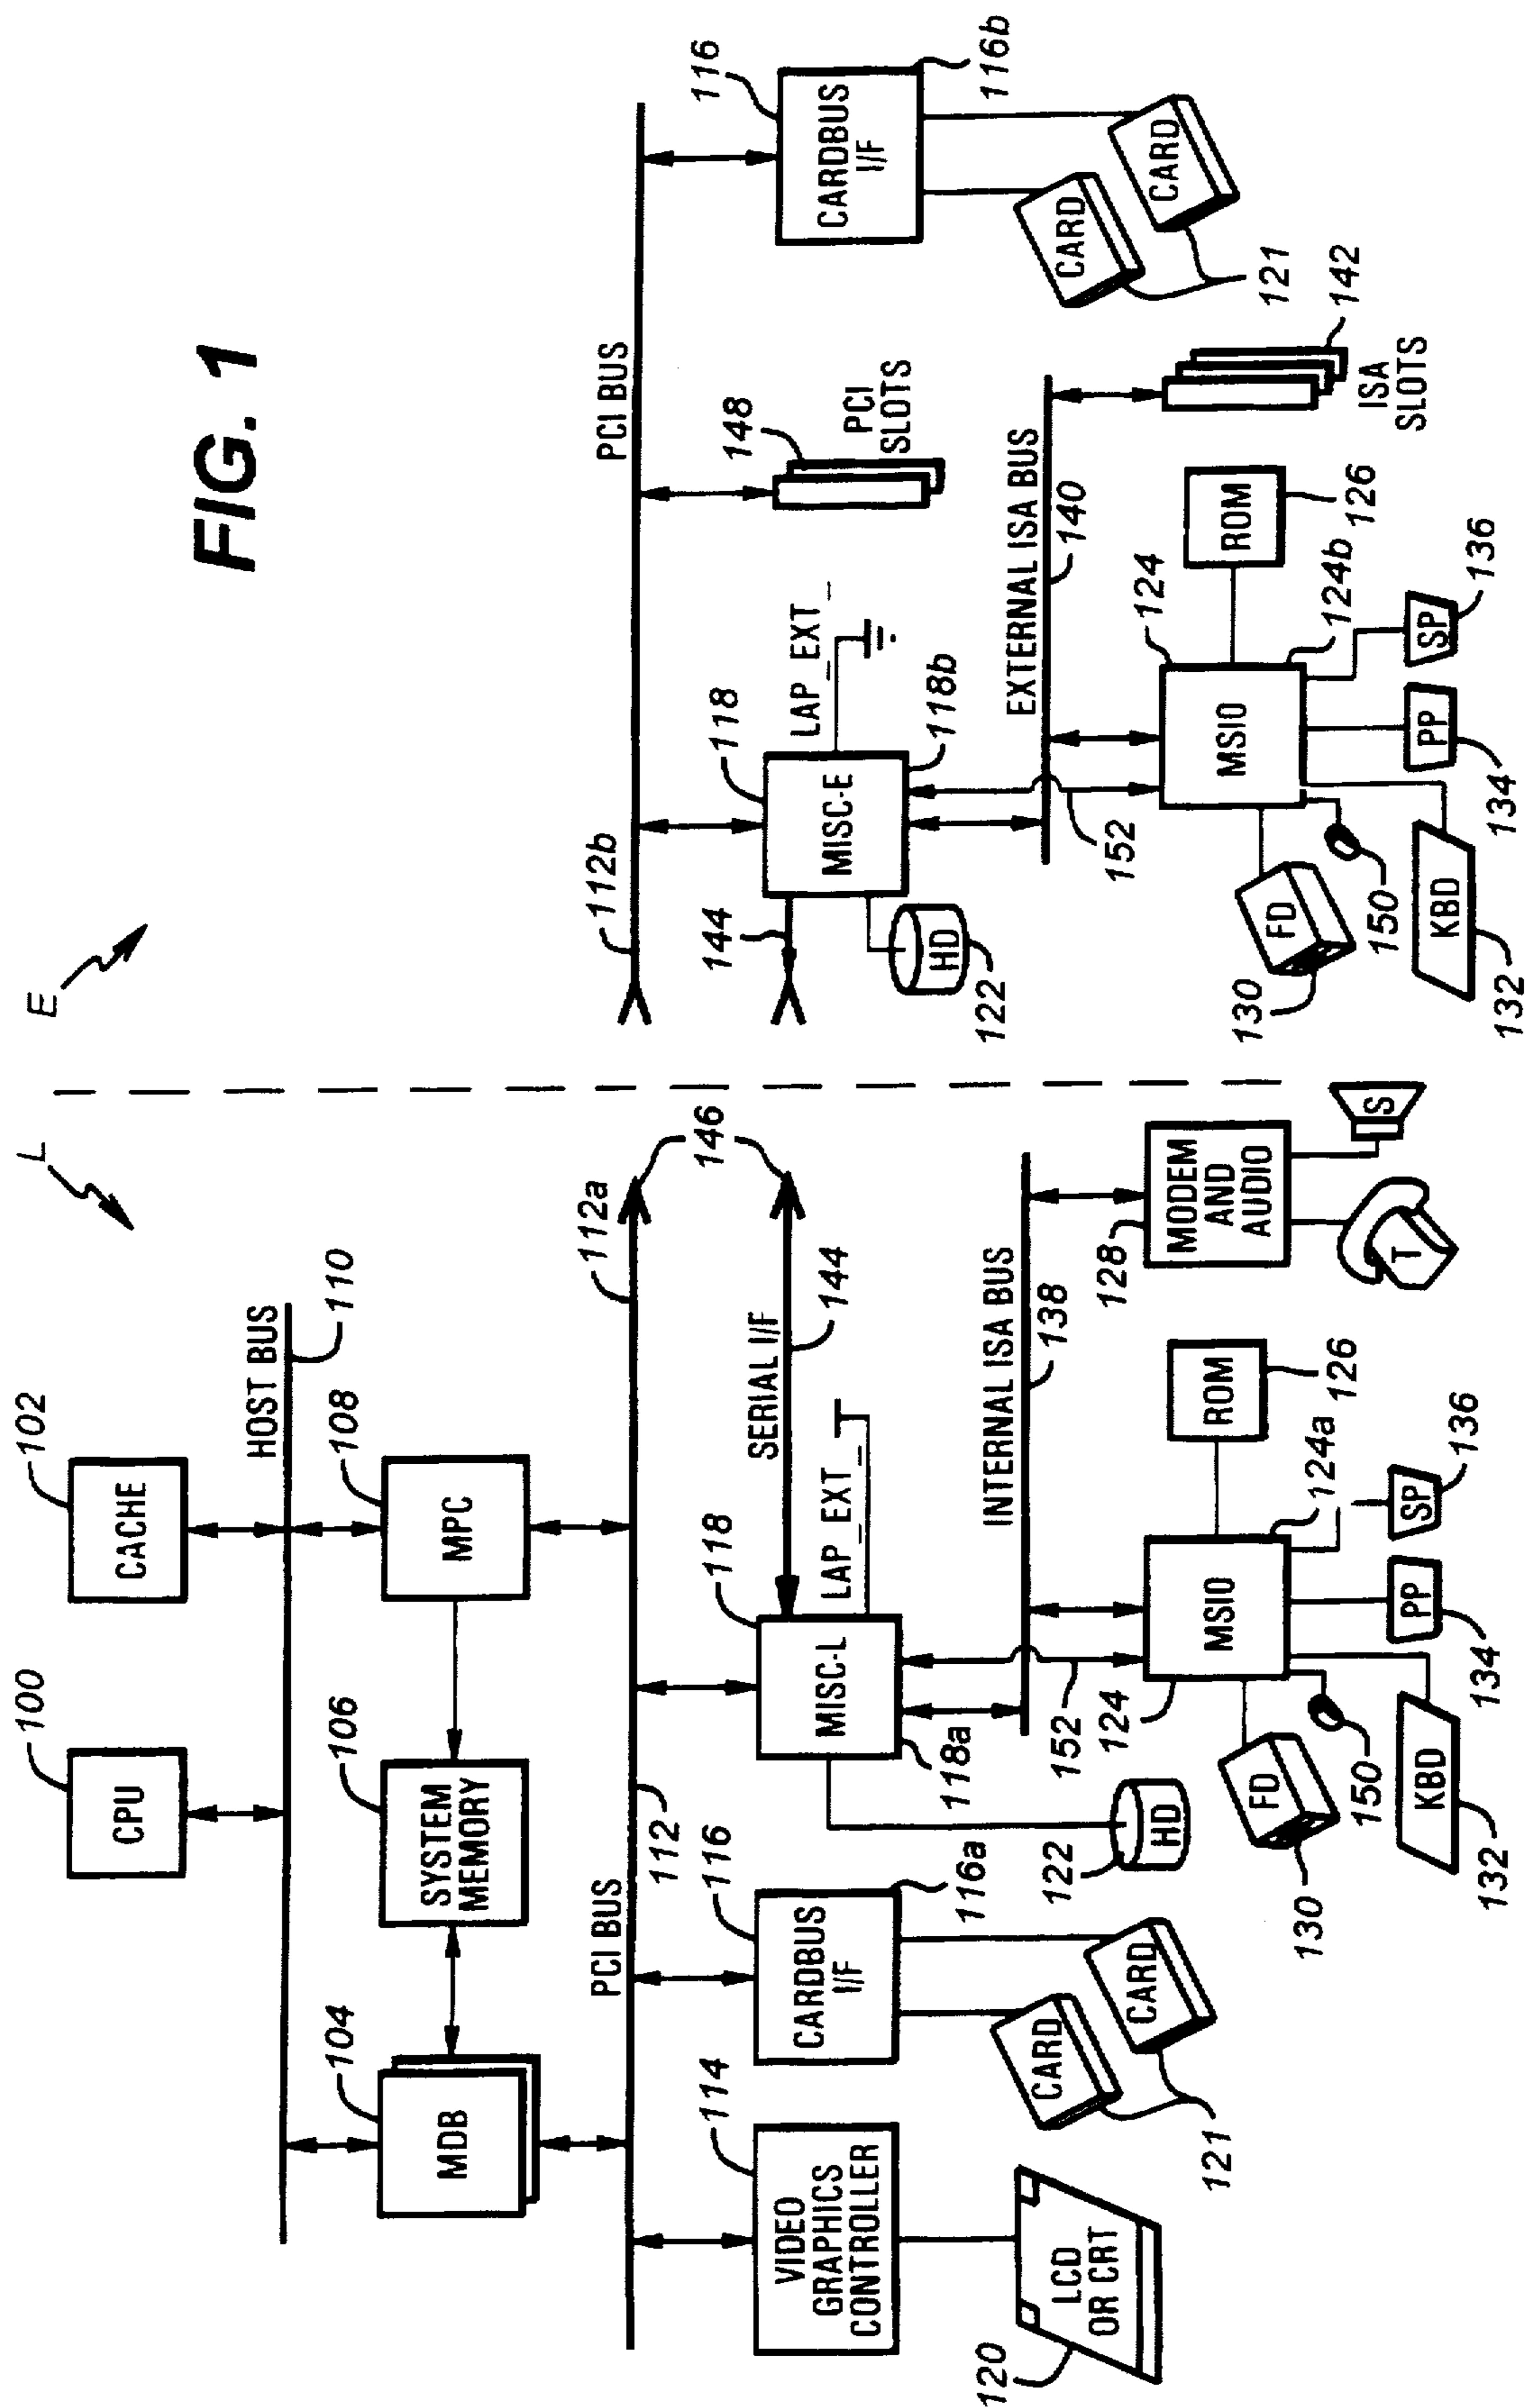 FIG. 1
L
E
100
CPU
102
CACHE
HOST BUS
110
104
MDB
106
SYSTEM
MEMORY
108
MPC
PCI BUS
112
112a
146
114
VIDEO
GRAPHICS
CONTROLLER
116
CARDBUS
I/F
116a
118
MISC-L
118a
SERIAL I/F
144
LAP_EXT_
120
LCD
OR CRT
CARD
CARD
121
122
HD
INTERNAL ISA BUS
138
152
124
MSIO
124a
ROM
126
128
MODEM
AND
AUDIO
T
S
FD
130
150
KBD
132
PP
134
SP
136
112b
PCI BUS
144
118
MISC-E
118b
LAP_EXT_
HD
122
148
PCI
SLOTS
116
CARDBUS
I/F
116b
CARD
CARD
121
EXTERNAL ISA BUS
140
142
ISA
SLOTS
152
124
MSIO
124b
ROM
126
FD
130
150
KBD
132
PP
134
SP
136